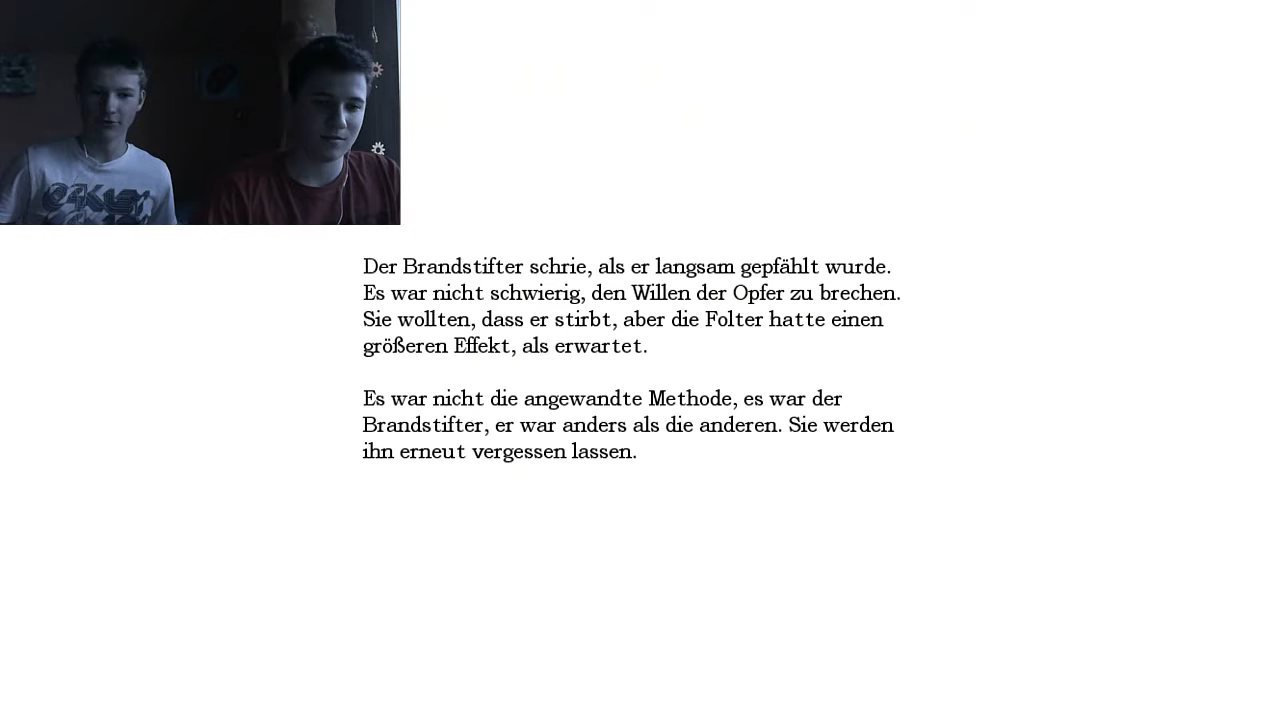 Der Brandstifter schrie, als er langsam gepfählt wurde.
Es war nicht schwierig, den Willen der Opfer zu brechen.
Sie wollten, dass er stirbt, aber die Folter hatte einen
größeren Effekt, als erwartet.
Es war nicht die angewandte Methode, es war der
Brandstifter, er war anders als die anderen. Sie werden
ihn erneut vergessen lassen.